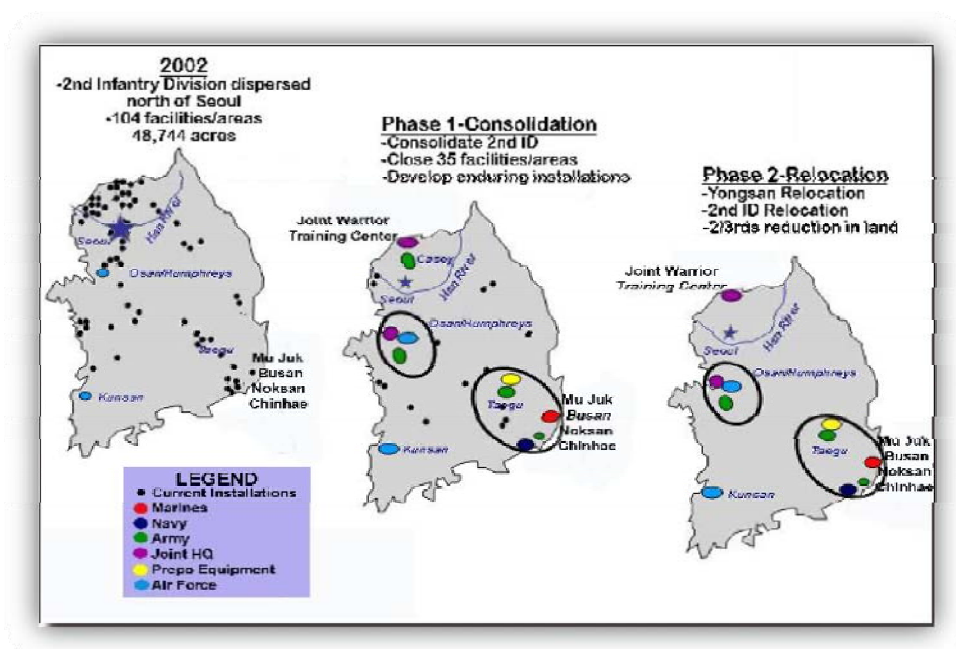 2002
-2nd Infantry Division dispersed
north of Seoul
-104 facilities/areas
48,744 acres
Seoul
Han River
Osan/Humphreys
Taegu
Mu Juk
Busan
Noksan
Chinhae
Kunsan
Phase 1-Consolidation
-Consolidate 2nd ID
-Close 35 facilities/areas
-Develop enduring installations
Joint Warrior
Training Center
Casey
Han River
Seoul
Osan/Humphreys
Taegu
Mu Juk
Busan
Noksan
Chinhae
Kunsan
Phase 2-Relocation
-Yongsan Relocation
-2nd ID Relocation
-2/3rds reduction in land
Joint Warrior
Training Center
Han River
Seoul
Osan/Humphreys
Taegu
Mu Juk
Busan
Noksan
Chinhae
Kunsan
LEGEND
Current Installations
Marines
Navy
Army
Joint HQ
Prepo Equipment
Air Force